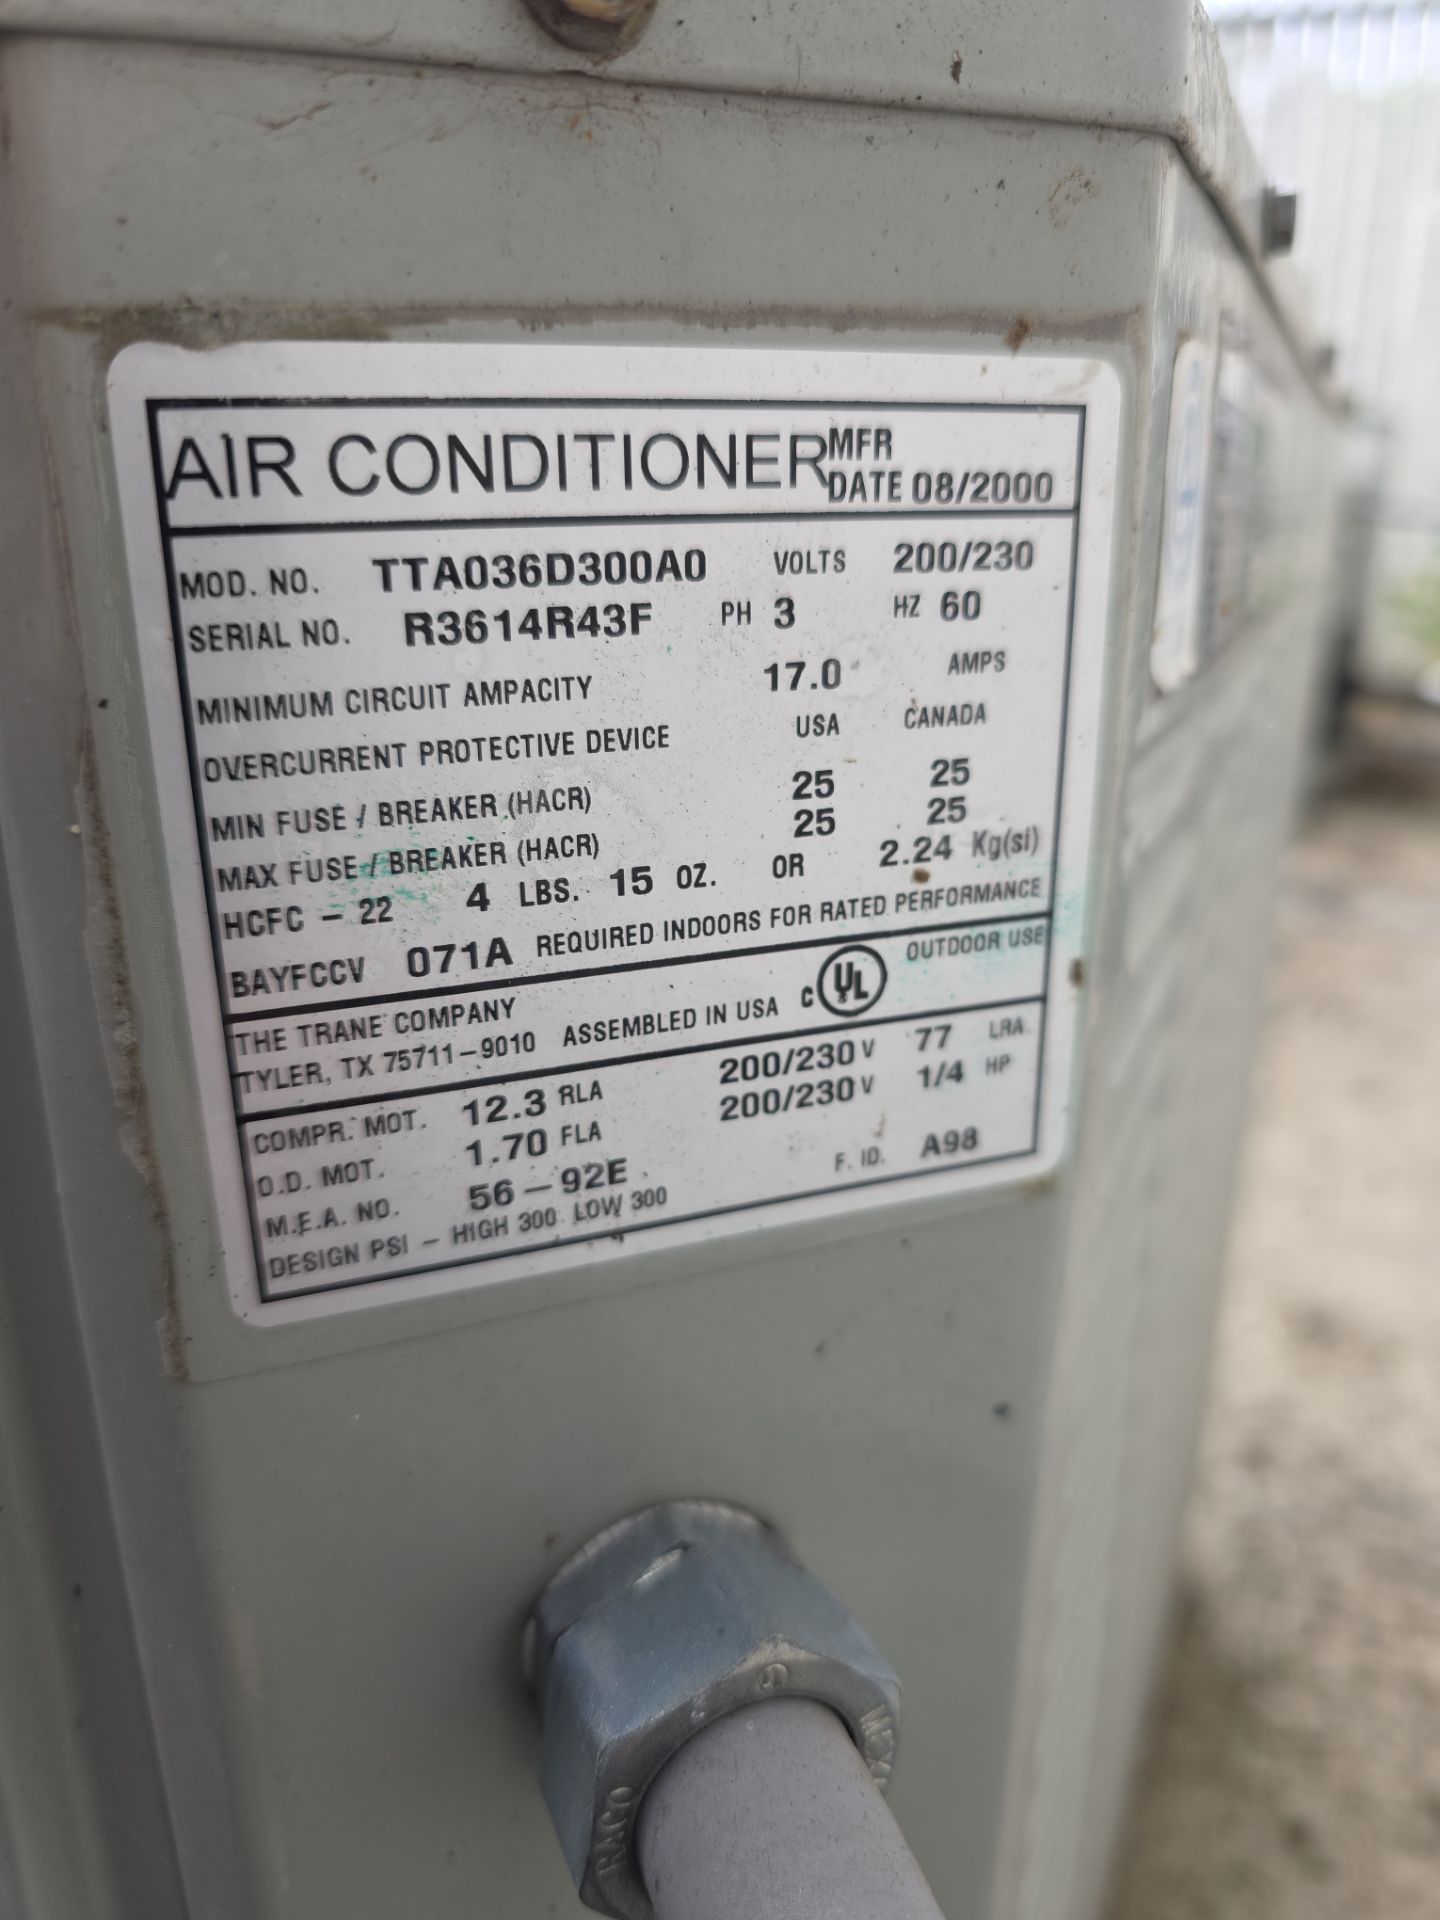 AIR CONDITIONER MFR DATE 08/2000
MOD. NO. TTA036D300A0 VOLTS 200/230
SERIAL NO. R3614R43F PH 3 HZ 60
MINIMUM CIRCUIT AMPACITY 17.0 AMPS
OVERCURRENT PROTECTIVE DEVICE USA CANADA
MIN FUSE / BREAKER (HACR) 25 25
MAX FUSE / BREAKER (HACR) 25 25
HCFC - 22 4 LBS. 15 OZ. OR 2.24 Kg(si)
BAYFCCV 071A REQUIRED INDOORS FOR RATED PERFORMANCE
THE TRANE COMPANY
TYLER, TX 75711-9010 ASSEMBLED IN USA C UL OUTDOOR USE
COMPR. MOT. 12.3 RLA 200/230 V 77 LRA
O.D. MOT. 1.70 FLA 200/230 V 1/4 HP
M.E.A. NO. 56-92E F. ID. A98
DESIGN PSI - HIGH 300 LOW 300
RACO